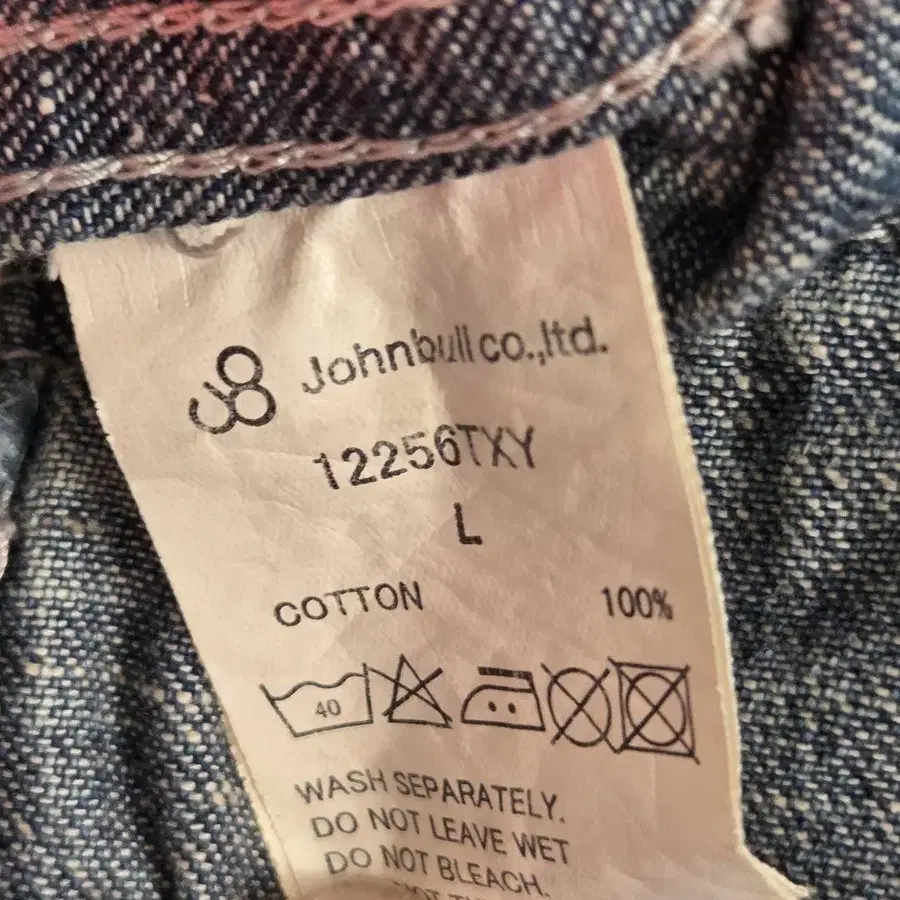 Johnbull co.,ltd.
12256TXY
L
COTTON 100%
40
WASH SEPARATELY.
DO NOT LEAVE WET
DO NOT BLEACH.